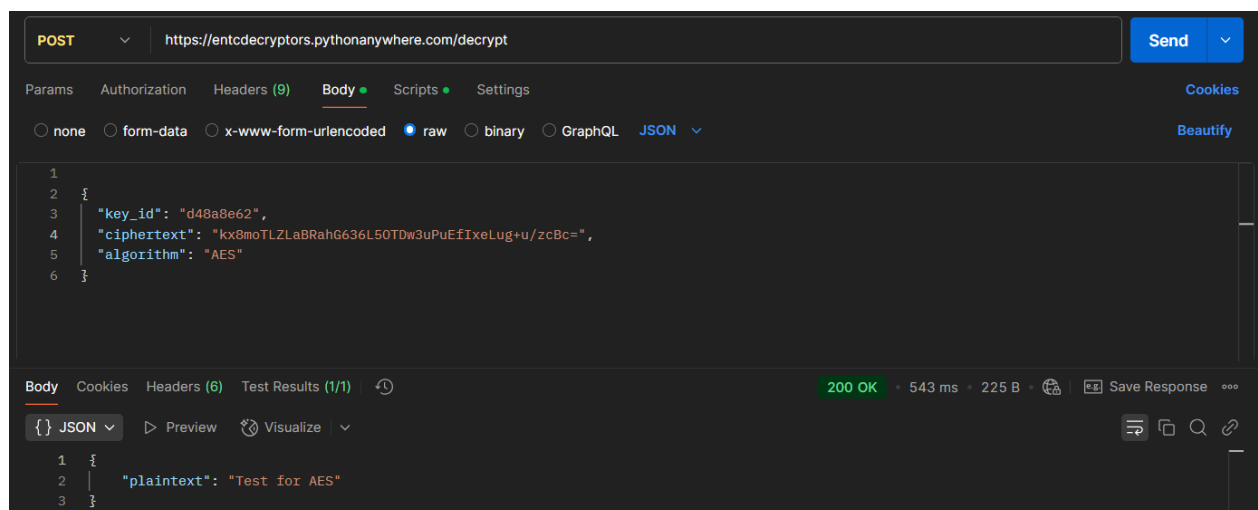 POST https://entcdecryptors.pythonanywhere.com/decrypt Send
Params Authorization Headers (9) Body Scripts Settings Cookies
none form-data x-www-form-urlencoded raw binary GraphQL JSON Beautify
1
2 {
3 "key_id": "d48a8e62",
4 "ciphertext": "kx8moTLZLaBRahG636L5OTDw3uPuEfIxeLug+u/zcBc=",
5 "algorithm": "AES"
6 }
Body Cookies Headers (6) Test Results (1/1) 200 OK 543 ms 225 B e.g. Save Response
{} JSON Preview Visualize
1 {
2 "plaintext": "Test for AES"
3 }